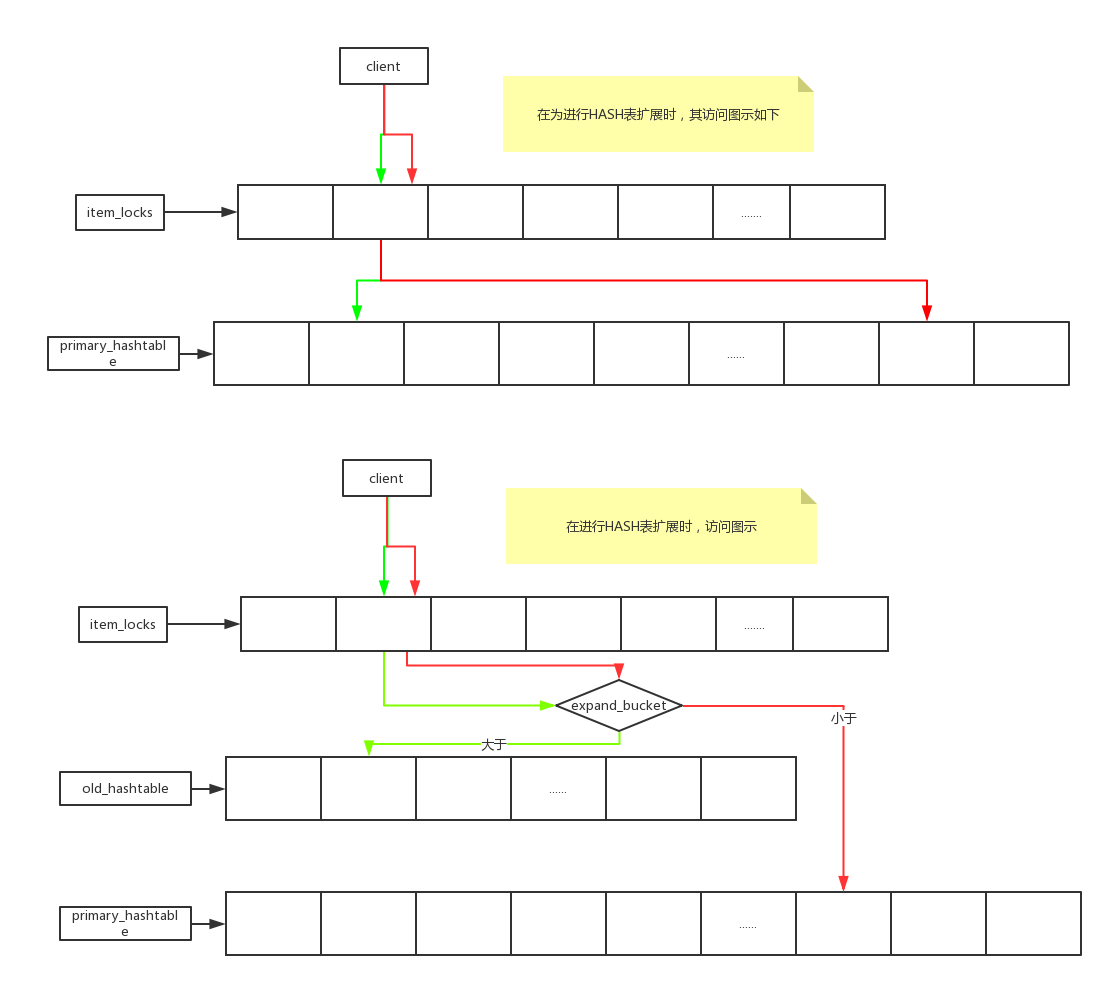 client
在为进行HASH表扩展时，其访问图示如下
item_locks
.......
primary_hashtabl
e
......
client
在进行HASH表扩展时，访问图示
item_locks
.......
expand_bucket
小于
大于
old_hashtable
......
primary_hashtabl
e
......